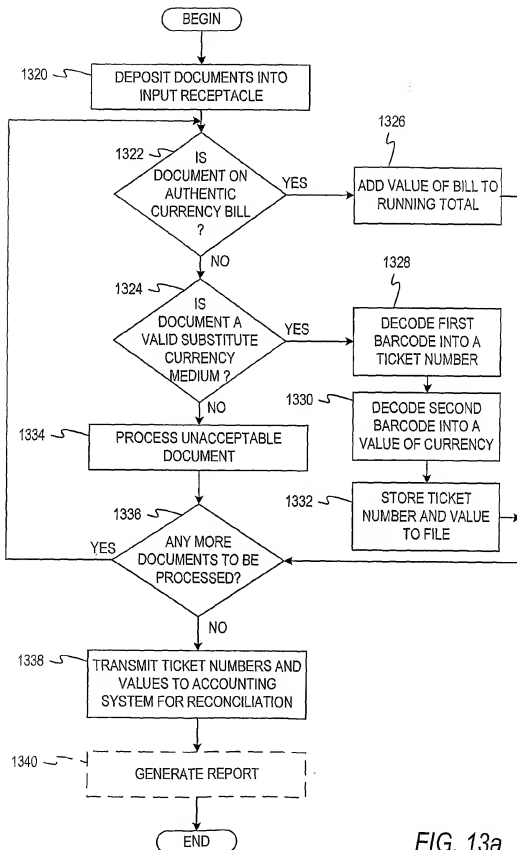 BEGIN
1320
DEPOSIT DOCUMENTS INTO
INPUT RECEPTACLE
1322
IS
DOCUMENT ON
AUTHENTIC
CURRENCY BILL
?
YES
1326
ADD VALUE OF BILL TO
RUNNING TOTAL
NO
1324
IS
DOCUMENT A
VALID SUBSTITUTE
CURRENCY
MEDIUM ?
YES
1328
DECODE FIRST
BARCODE INTO A
TICKET NUMBER
1330
DECODE SECOND
BARCODE INTO A
VALUE OF CURRENCY
1332
STORE TICKET
NUMBER AND VALUE
TO FILE
NO
1334
PROCESS UNACCEPTABLE
DOCUMENT
1336
YES
ANY MORE
DOCUMENTS TO BE
PROCESSED?
NO
1338
TRANSMIT TICKET NUMBERS AND
VALUES TO ACCOUNTING
SYSTEM FOR RECONCILIATION
1340
GENERATE REPORT
END
FIG. 13a